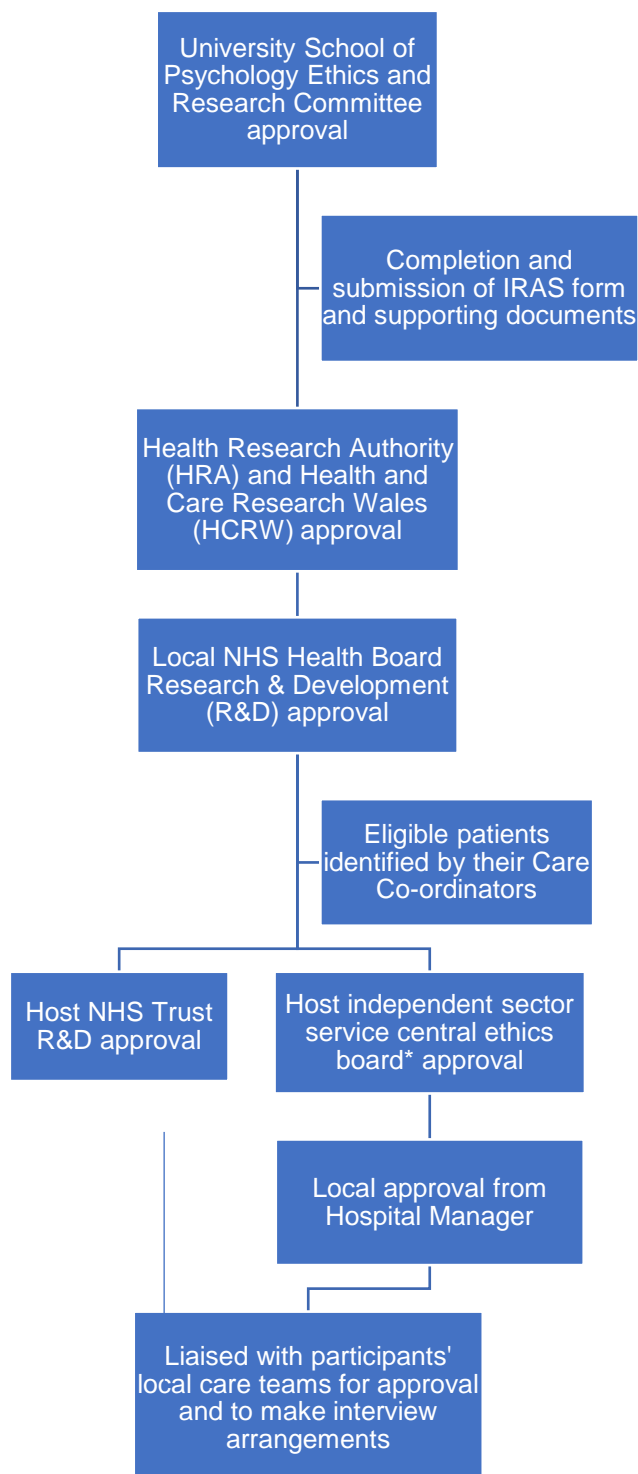 University School of
Psychology Ethics and
Research Committee
approval
Completion and
submission of IRAS form
and supporting documents
Health Research Authority
(HRA) and Health and
Care Research Wales
(HCRW) approval
Local NHS Health Board
Research & Development
(R&D) approval
Eligible patients
identified by their Care
Co-ordinators
Host NHS Trust
R&D approval
Host independent sector
service central ethics
board* approval
Local approval from
Hospital Manager
Liaised with participants'
local care teams for approval
and to make interview
arrangements